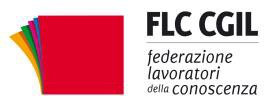 FLC CGIL
federazione
lavoratori
della conoscenza